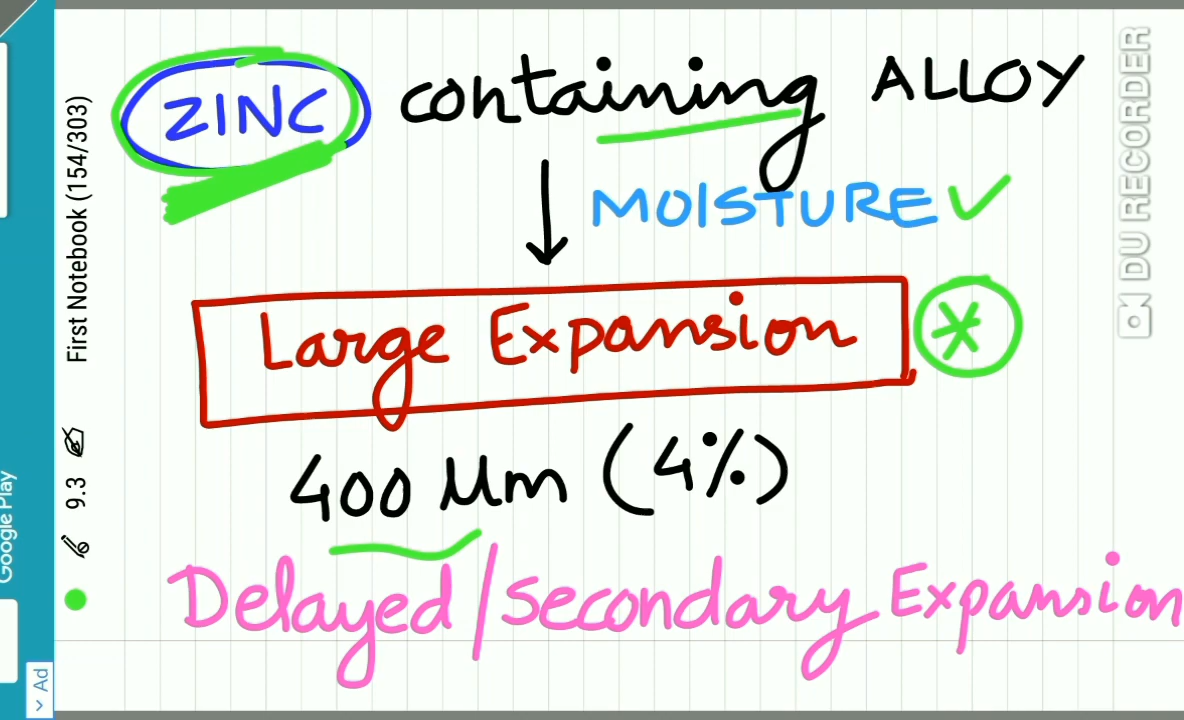 ZINC containing ALLOY
MOISTURE
Large Expansion
*
400 Mm (4%)
Delayed/Secondary Expansion
First Notebook (154/303)
9.3
Google Play
Ad
DU RECORDER